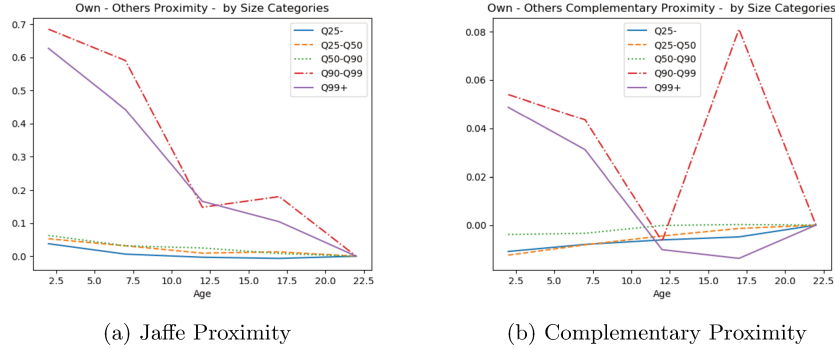 Own - Others Proximity - by Size Categories
0.7
0.6
0.5
0.4
0.3
0.2
0.1
0.0
Q25-
Q25-Q50
Q50-Q90
Q90-Q99
Q99+
2.5 5.0 7.5 10.0 12.5 15.0 17.5 20.0 22.5
Age
(a) Jaffe Proximity
Own - Others Complementary Proximity - by Size Categories
0.08
0.06
0.04
0.02
0.00
Q25-
Q25-Q50
Q50-Q90
Q90-Q99
Q99+
2.5 5.0 7.5 10.0 12.5 15.0 17.5 20.0 22.5
Age
(b) Complementary Proximity